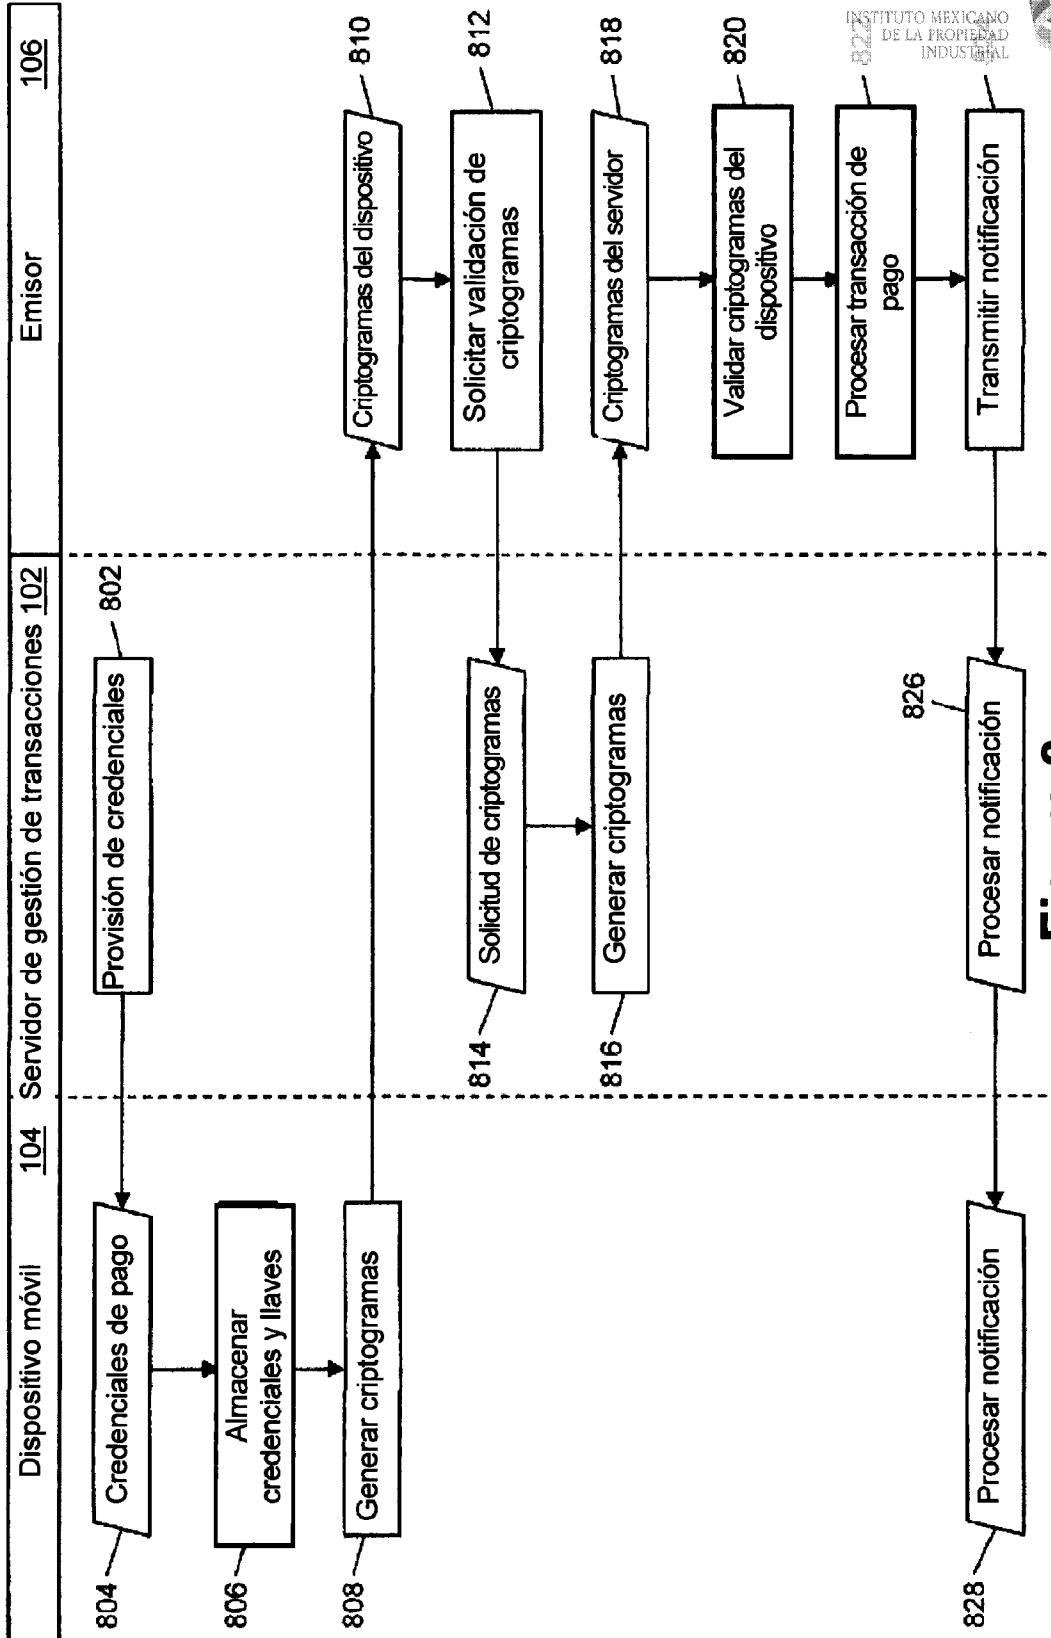 Dispositivo móvil 104
Servidor de gestión de transacciones 102
Emisor 106
802
Provisión de credenciales
804
Credenciales de pago
806
Almacenar
credenciales y llaves
808
Generar criptogramas
810
Criptogramas del dispositivo
812
Solicitar validación de
criptogramas
814
Solicitud de criptogramas
816
Generar criptogramas
818
Criptogramas del servidor
820
Validar criptogramas del
dispositivo
822
Procesar transacción de
pago
Transmitir notificación
826
Procesar notificación
828
Procesar notificación
INSTITUTO MEXICANO
DE LA PROPIEDAD
INDUSTRIAL